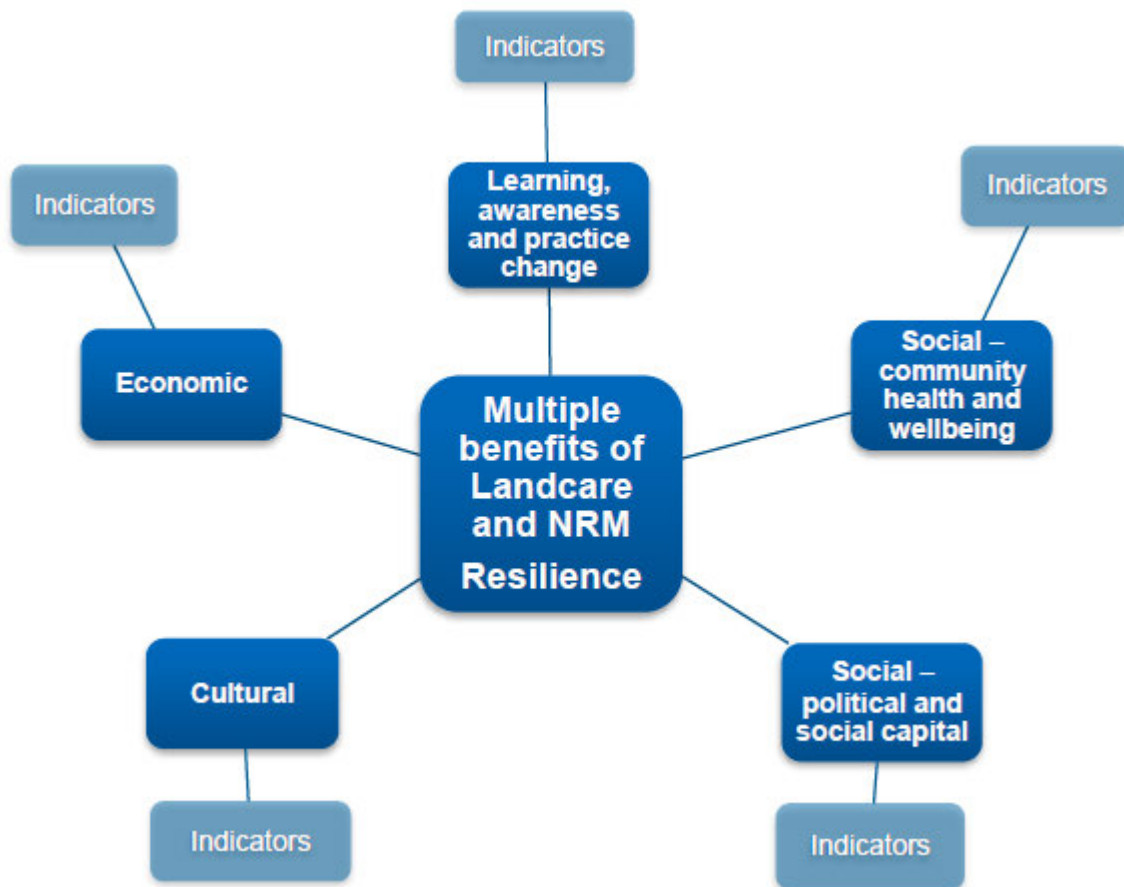 Indicators
Learning,
awareness
and practice
change
Indicators
Economic
Indicators
Social –
community
health and
wellbeing
Multiple
benefits of
Landcare
and NRM
Resilience
Cultural
Indicators
Social –
political and
social capital
Indicators